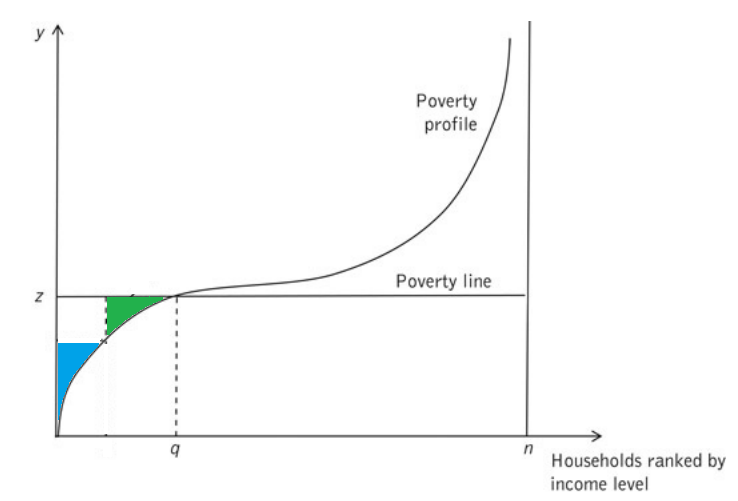 y
Poverty
profile
Poverty line
z
q
n
Households ranked by
income level